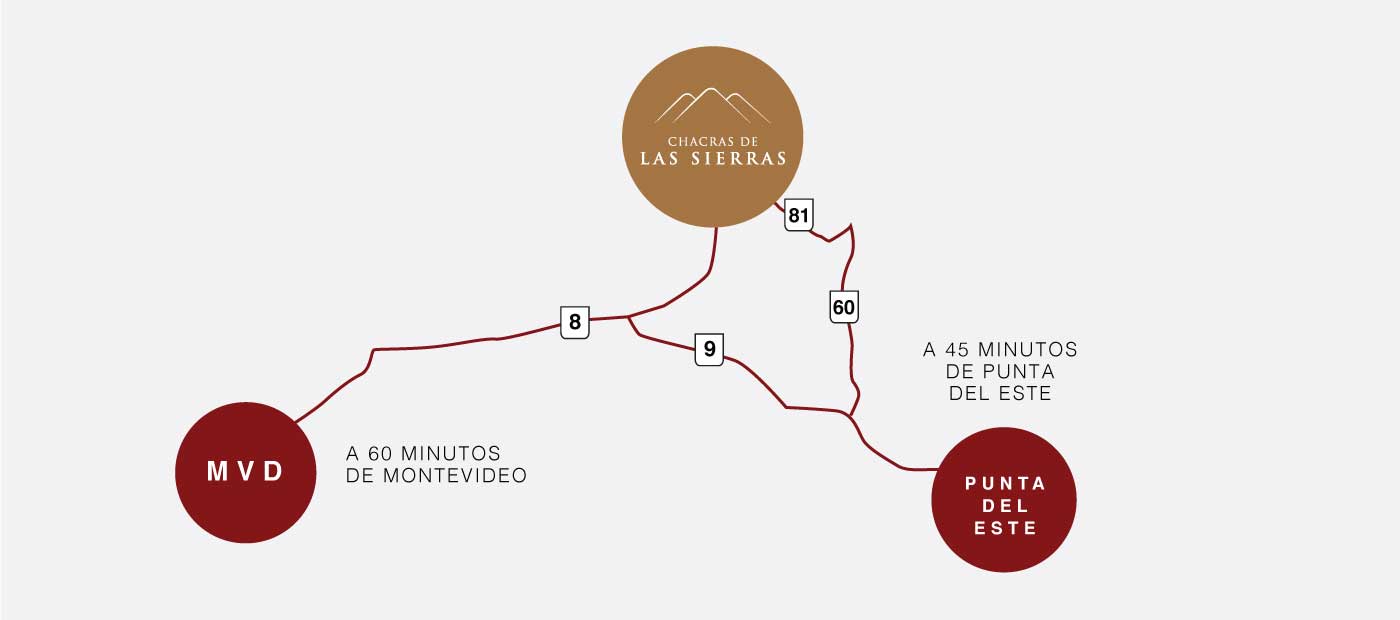 CHACRAS DE
LAS SIERRAS
81
60
8
9
A 45 MINUTOS
DE PUNTA
DEL ESTE
MVD
A 60 MINUTOS
DE MONTEVIDEO
PUNTA
DEL
ESTE